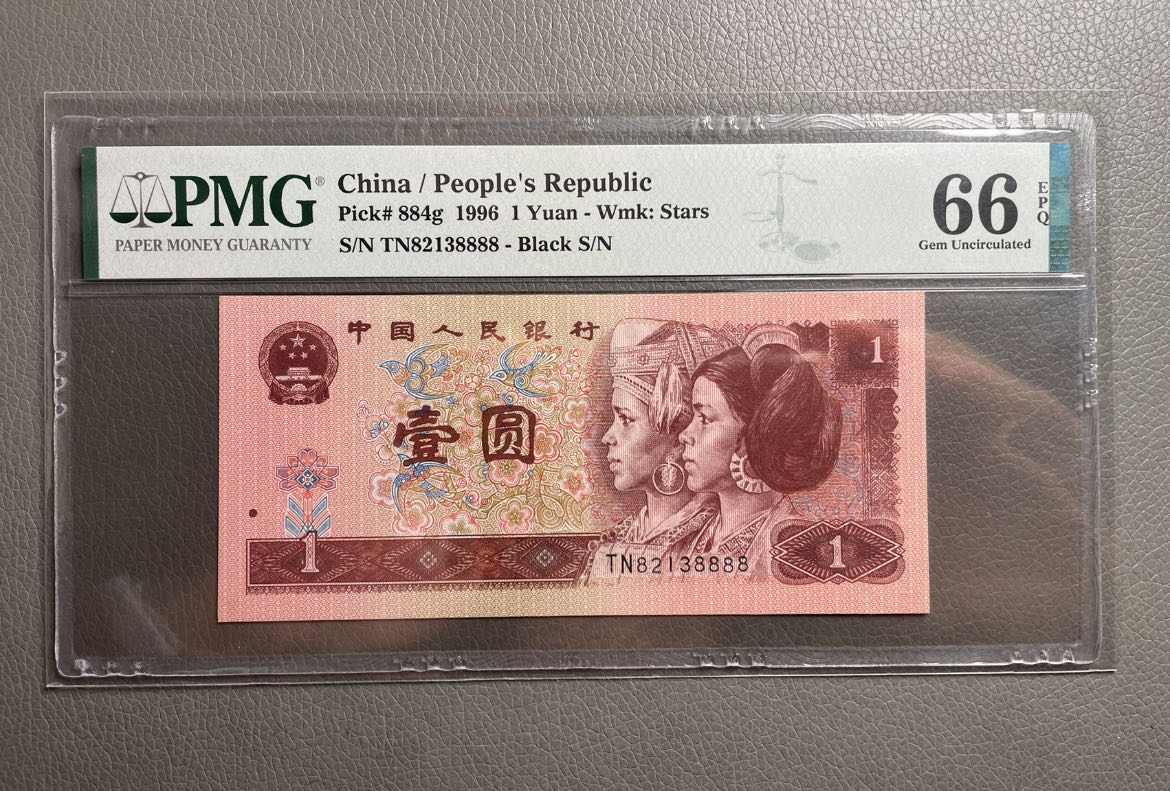 PMG®
PAPER MONEY GUARANTY
China / People's Republic
Pick# 884g 1996 1 Yuan - Wmk: Stars
S/N TN82138888 - Black S/N
66
EPQ
Gem Uncirculated
中国人民银行
1
壹圆
1
TN82138888
1